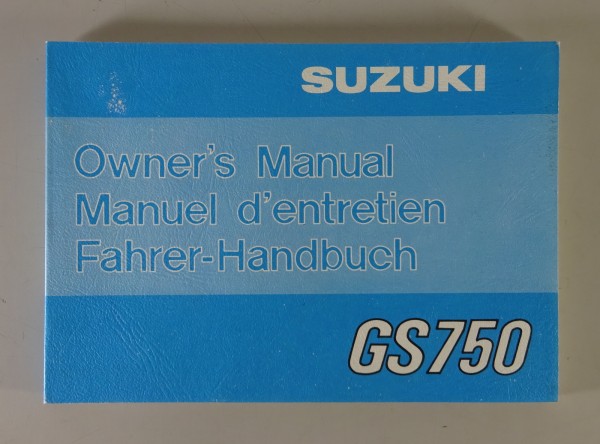 SUZUKI
Owner's Manual
Manuel d'entretien
Fahrer-Handbuch
GS750